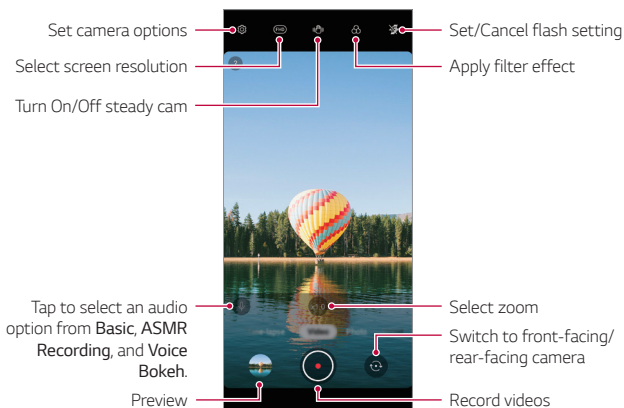 Set camera options
Set/Cancel flash setting
FHD
Select screen resolution
Apply filter effect
Turn On/Off steady cam
Tap to select an audio
option from Basic, ASMR
Recording, and Voice
Bokeh.
Select zoom
Video
Photo
Switch to front-facing/
rear-facing camera
Preview
Record videos